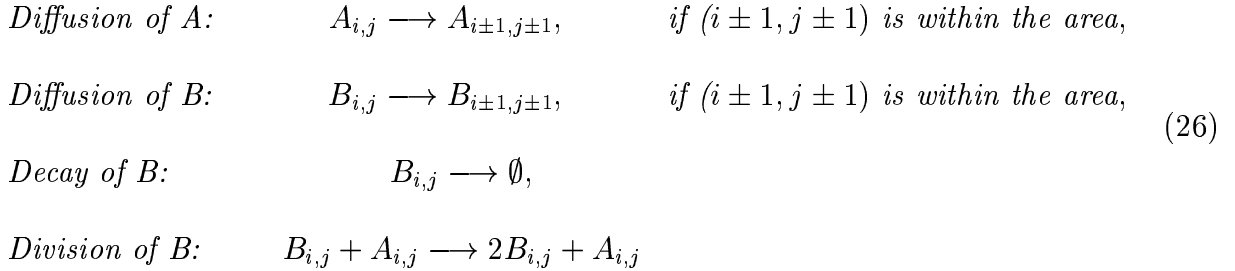 Diffusion of A: A_{i,j} ⟶ A_{i±1,j±1}, if (i ± 1, j ± 1) is within the area,
Diffusion of B: B_{i,j} ⟶ B_{i±1,j±1}, if (i ± 1, j ± 1) is within the area,
(26)
Decay of B: B_{i,j} ⟶ ∅,
Division of B: B_{i,j} + A_{i,j} ⟶ 2B_{i,j} + A_{i,j}